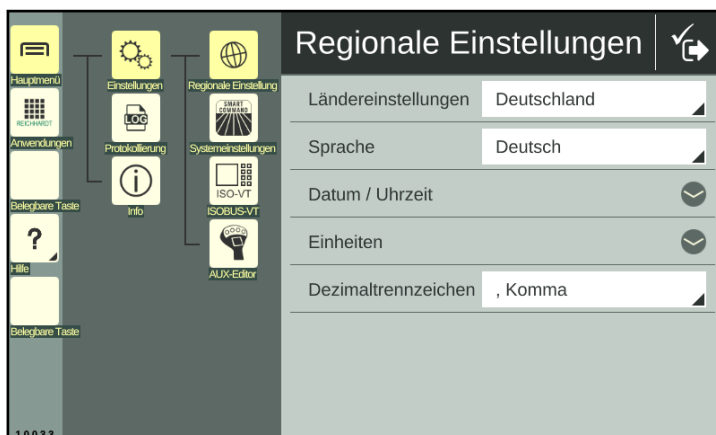 Hauptmenü
REICHHARDT
Anwendungen
Belegbare Taste
?
Hilfe
Belegbare Taste
10033
Einstellungen
LOG
Protokollierung
Info
Regionale Einstellung
SMART COMMAND
Systemeinstellungen
ISO-VT
ISOBUS-VT
AUX-Editor
Regionale Einstellungen
Ländereinstellungen Deutschland
Sprache Deutsch
Datum / Uhrzeit
Einheiten
Dezimaltrennzeichen , Komma